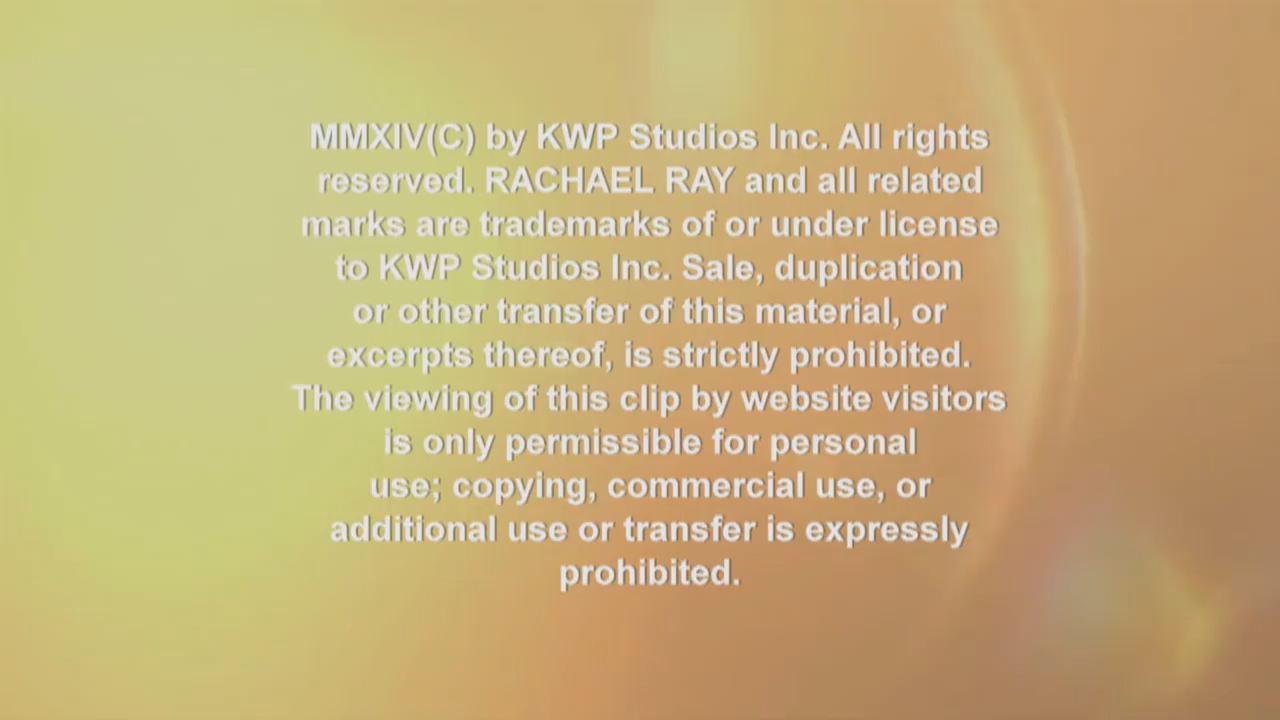 MMXIV(C) by KWP Studios Inc. All rights
reserved. RACHAEL RAY and all related
marks are trademarks of or under license
to KWP Studios Inc. Sale, duplication
or other transfer of this material, or
excerpts thereof, is strictly prohibited.
The viewing of this clip by website visitors
is only permissible for personal
use; copying, commercial use, or
additional use or transfer is expressly
prohibited.